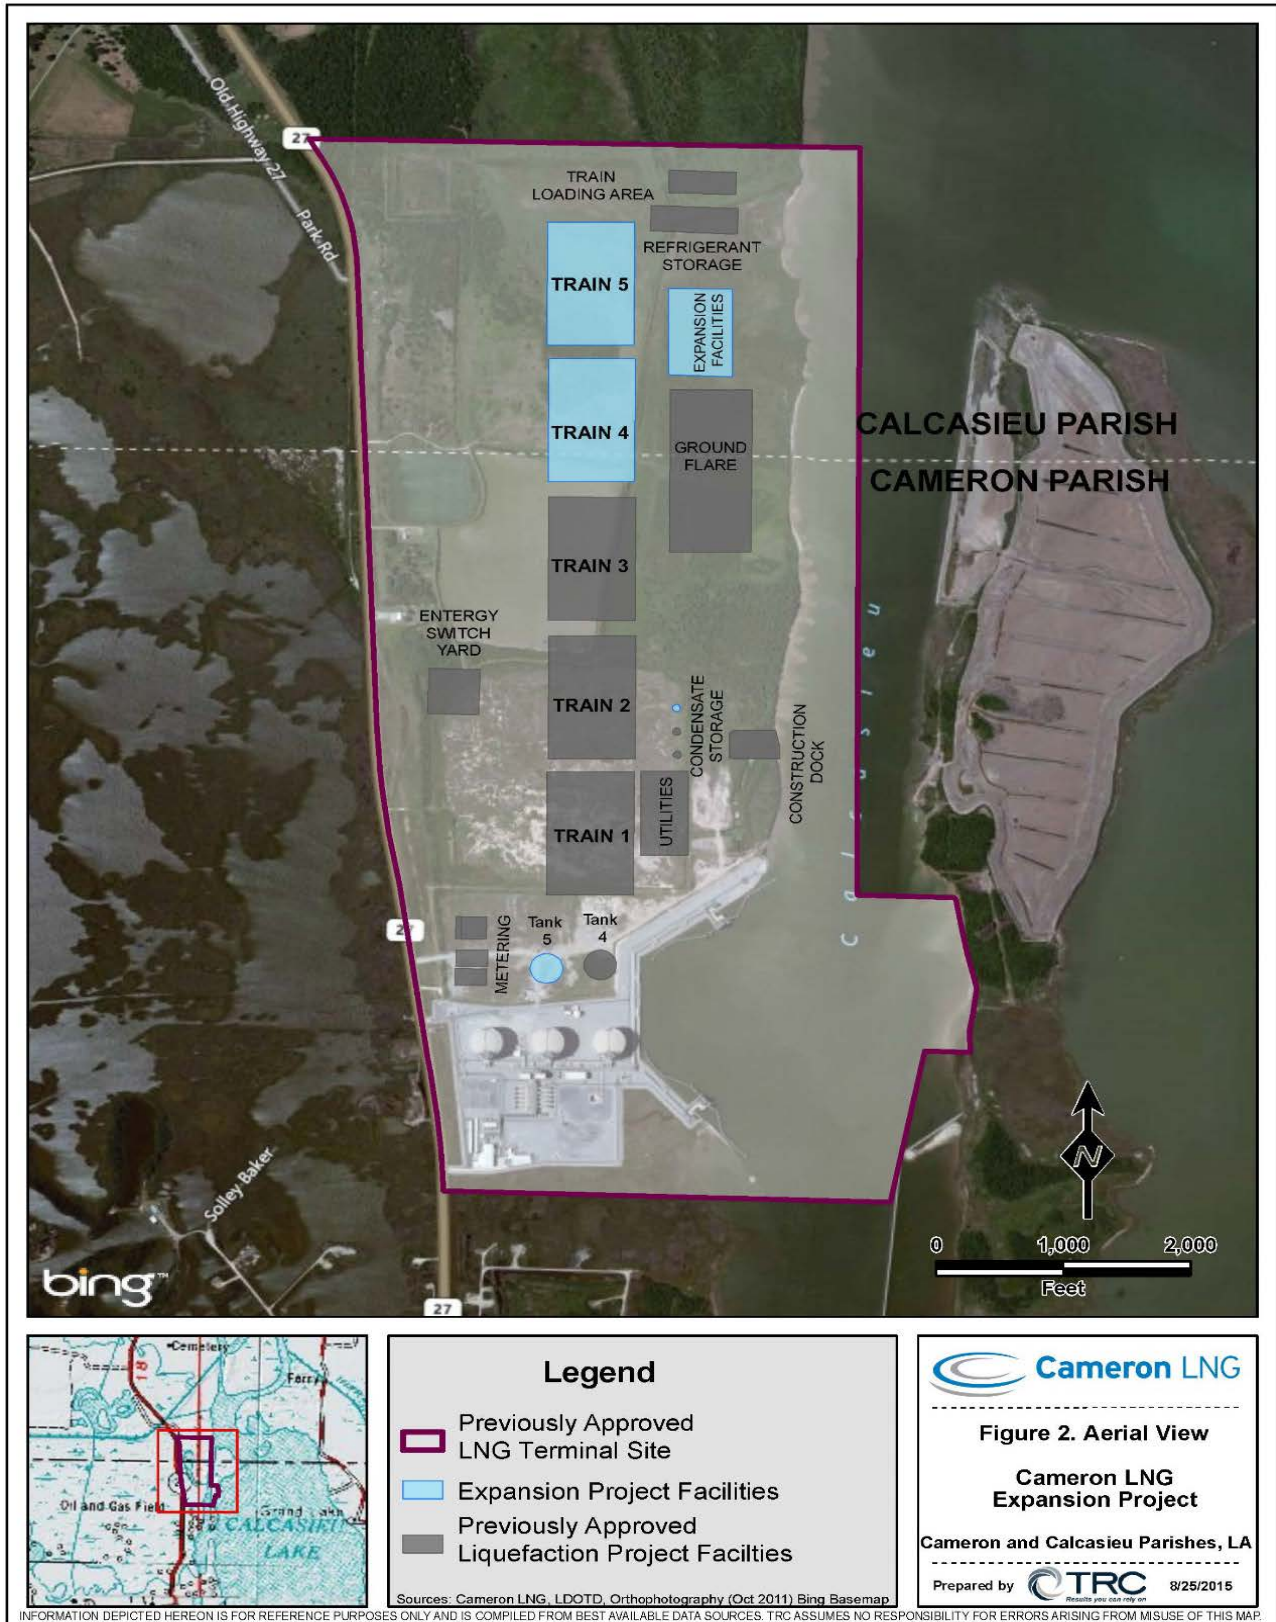 Old Highway 27
Park Rd
27
TRAIN
LOADING AREA
REFRIGERANT
STORAGE
TRAIN 5
EXPANSION
FACILITIES
TRAIN 4
GROUND
FLARE
CALCASIEU PARISH
CAMERON PARISH
TRAIN 3
ENTERGY
SWITCH
YARD
TRAIN 2
CONDENSATE
STORAGE
CONSTRUCTION
DOCK
Calcasieu
UTILITIES
TRAIN 1
27
METERING
Tank
5
Tank
4
Solley Baker
N
0 1,000 2,000
Feet
bing™
27
Cemetery
18
Ferry
Oil and Gas Field
Grand Lake
CALCASIEU
LAKE
Legend
Previously Approved
LNG Terminal Site
Expansion Project Facilities
Previously Approved
Liquefaction Project Facilties
Sources: Cameron LNG, LDOTD, Orthophotography (Oct 2011) Bing Basemap
Cameron LNG
Figure 2. Aerial View
Cameron LNG
Expansion Project
Cameron and Calcasieu Parishes, LA
Prepared by TRC 8/25/2015
Results you can rely on
INFORMATION DEPICTED HEREON IS FOR REFERENCE PURPOSES ONLY AND IS COMPILED FROM BEST AVAILABLE DATA SOURCES. TRC ASSUMES NO RESPONSIBILITY FOR ERRORS ARISING FROM MISUSE OF THIS MAP.